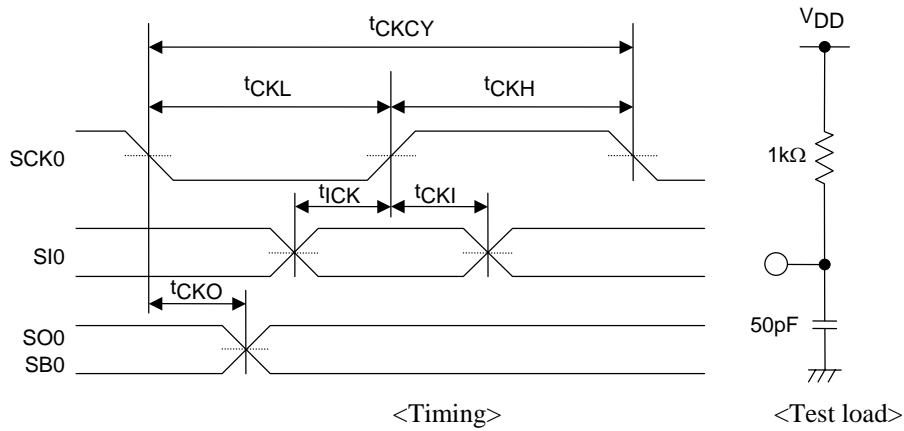 tCKCY
VDD
tCKL
tCKH
SCK0
1kΩ
tICK
tCKI
SI0
tCKO
SO0
SB0
50pF
<Timing>
<Test load>